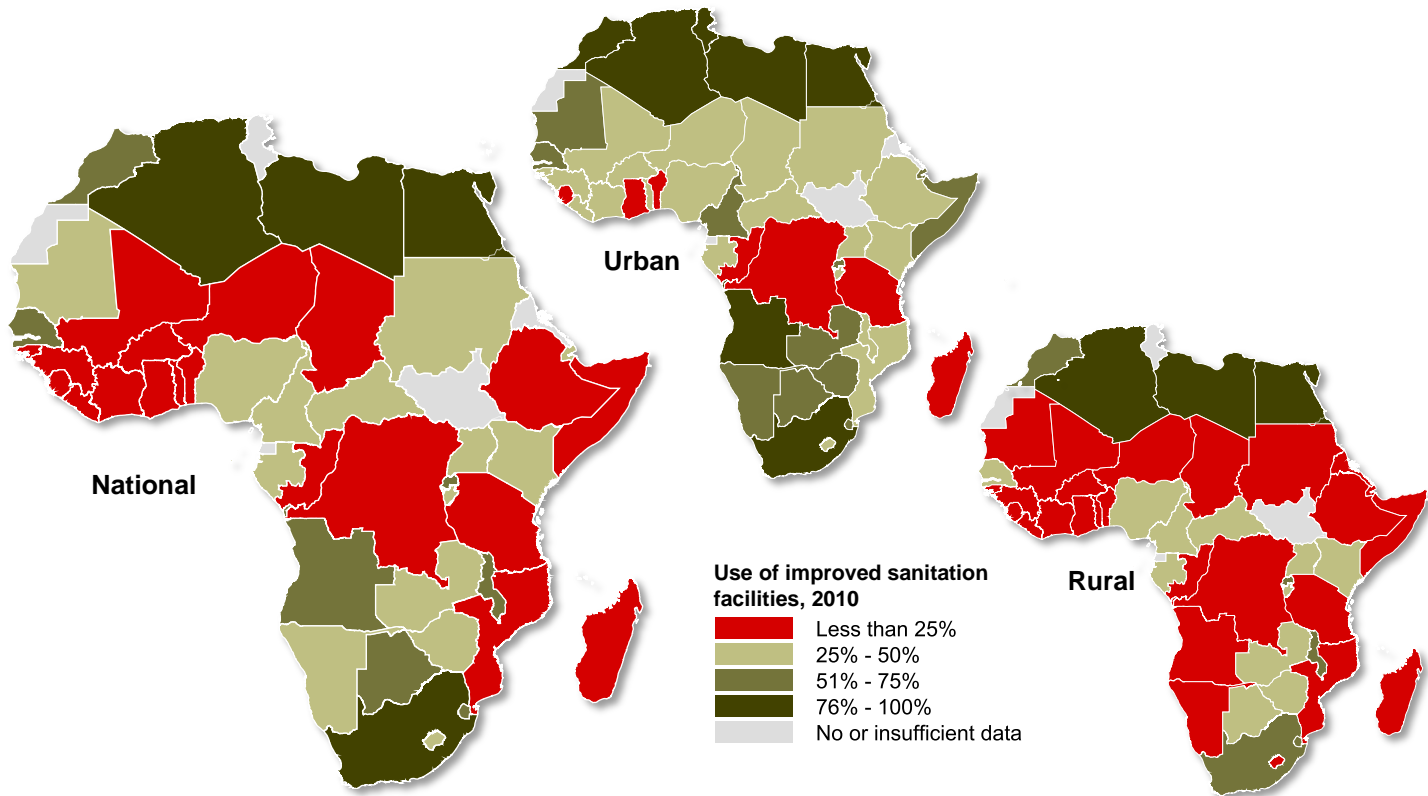 Urban
National
Rural
Use of improved sanitation
facilities, 2010
Less than 25%
25% - 50%
51% - 75%
76% - 100%
No or insufficient data